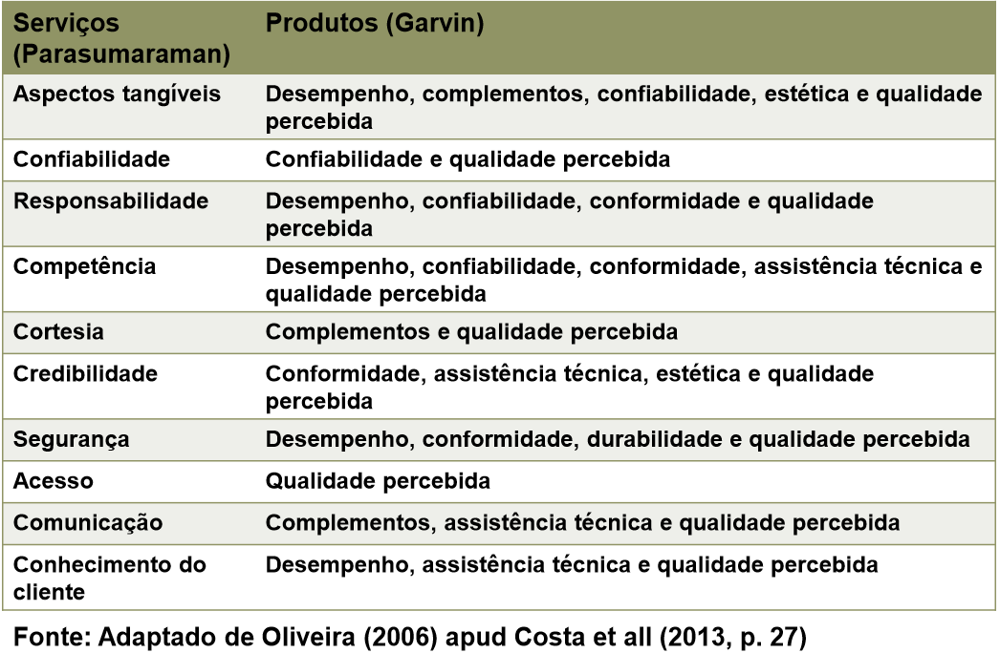 Serviços Produtos (Garvin)
(Parasumaraman)
Aspectos tangíveis Desempenho, complementos, confiabilidade, estética e qualidade
percebida
Confiabilidade Confiabilidade e qualidade percebida
Responsabilidade Desempenho, confiabilidade, conformidade e qualidade
percebida
Competência Desempenho, confiabilidade, conformidade, assistência técnica e
qualidade percebida
Cortesia Complementos e qualidade percebida
Credibilidade Conformidade, assistência técnica, estética e qualidade
percebida
Segurança Desempenho, conformidade, durabilidade e qualidade percebida
Acesso Qualidade percebida
Comunicação Complementos, assistência técnica e qualidade percebida
Conhecimento do Desempenho, assistência técnica e qualidade percebida
cliente
Fonte: Adaptado de Oliveira (2006) apud Costa et all (2013, p. 27)